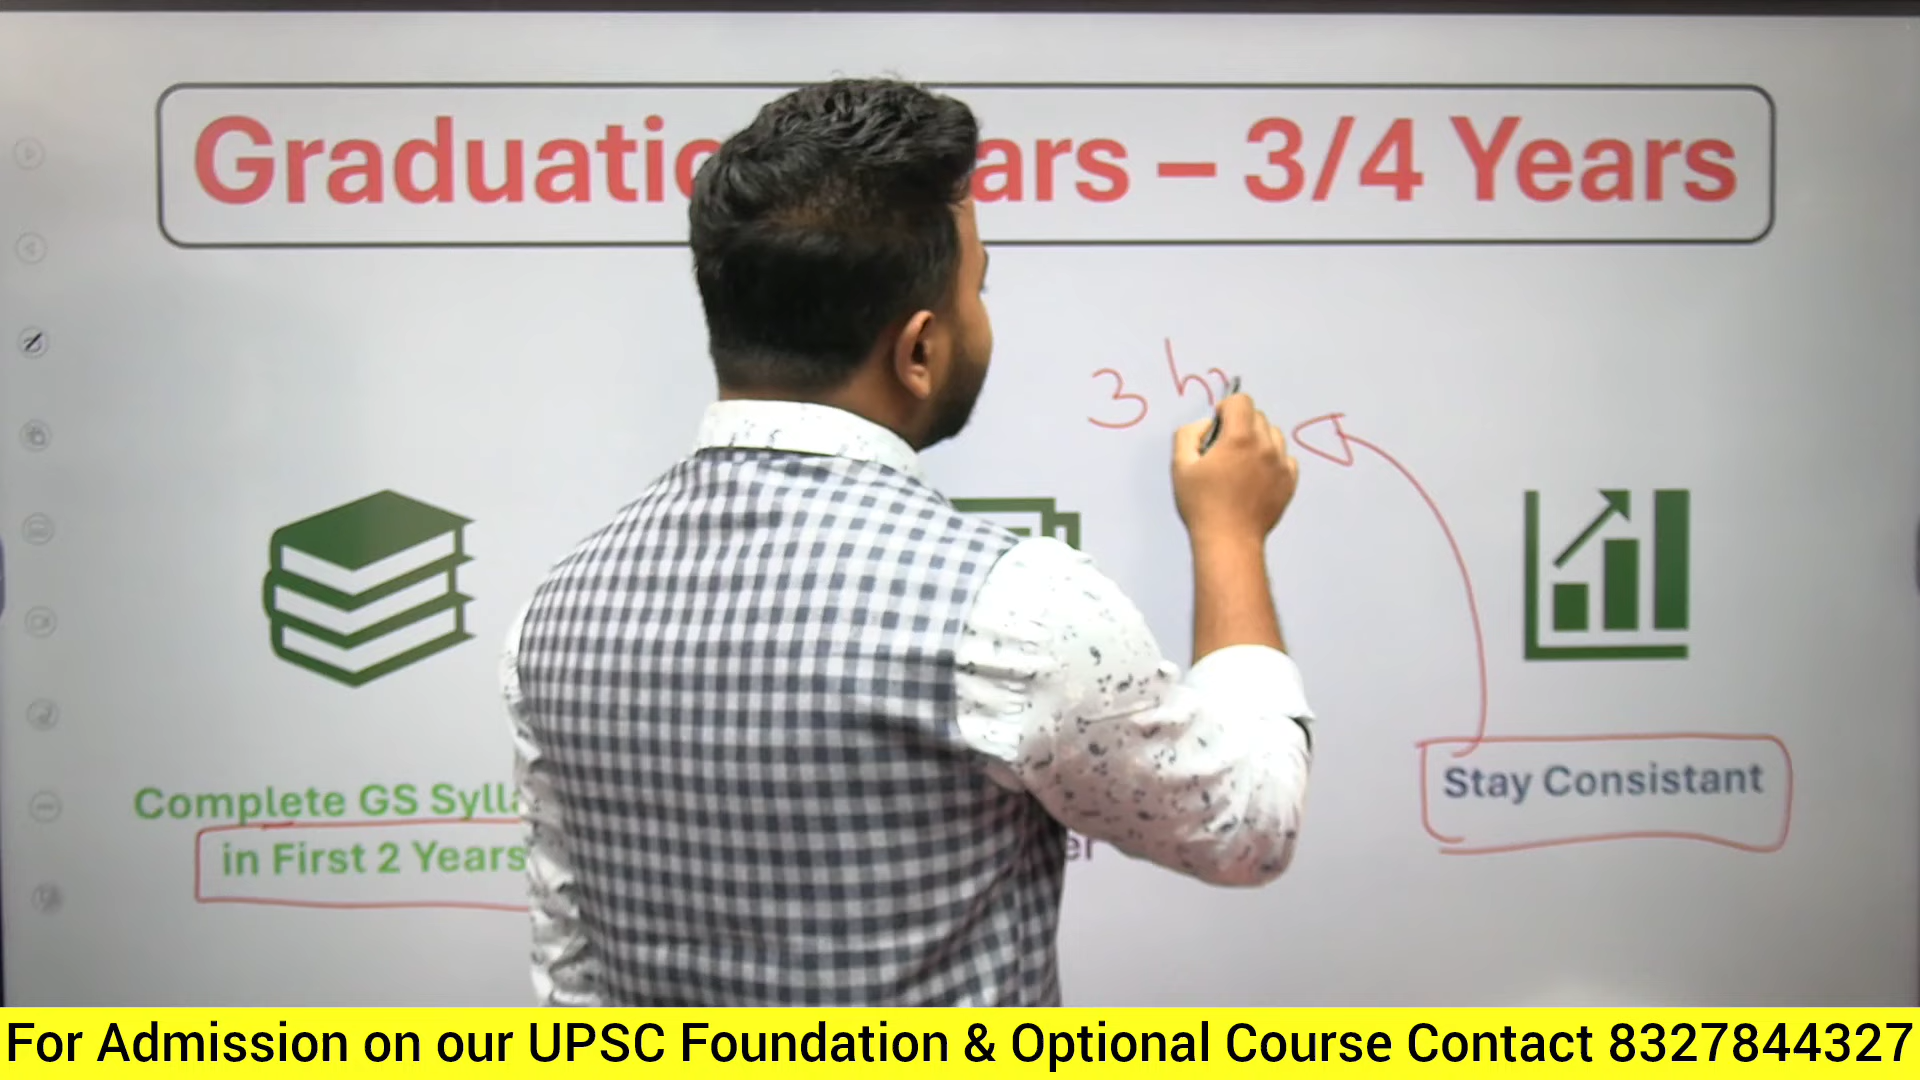 Graduatio ars – 3/4 Years
3 hr
Complete GS Sylla
in First 2 Years
er
Stay Consistant
For Admission on our UPSC Foundation & Optional Course Contact 8327844327